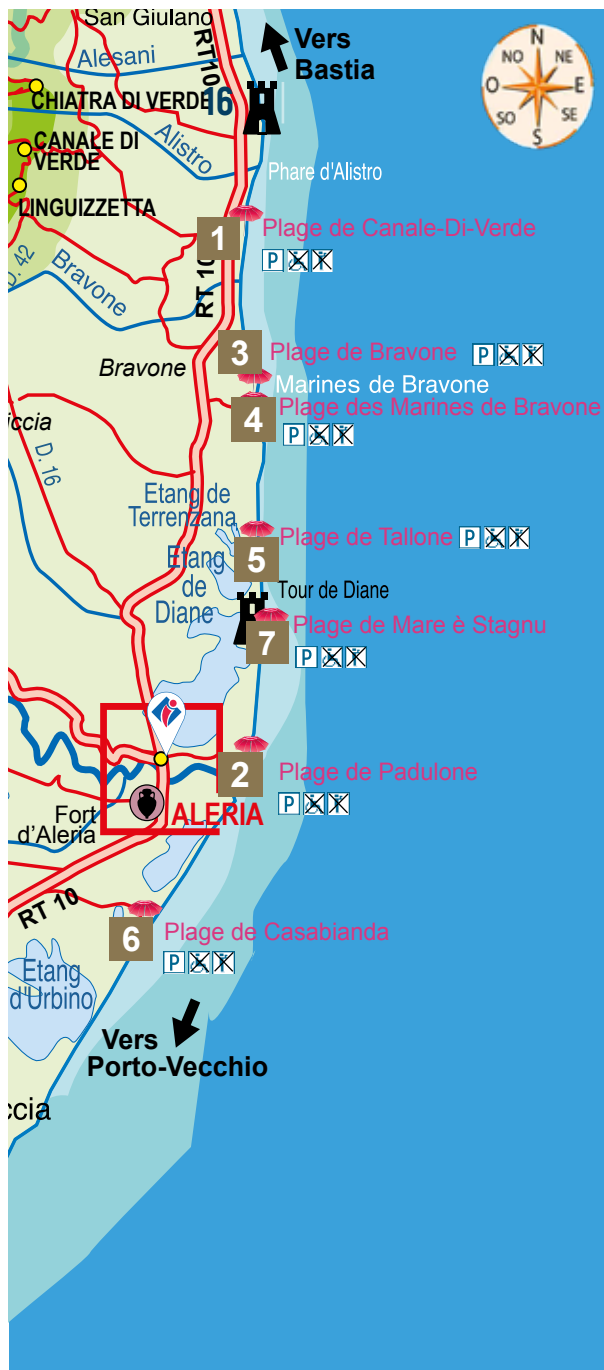 San Giulano
RT10
Vers
Bastia
N
NO
NE
O
E
SO
SE
S
Alesani
CHIATRA DI VERDE
16
Alistro
CANALE DI
VERDE
Phare d'Alistro
LINGUIZZETTA
1
Plage de Canale-Di-Verde
P
D. 42
Bravone
RT 10
3
Plage de Bravone
P
Bravone
Marines de Bravone
4
Plage des Marines de Bravone
P
iccia
D. 16
Etang de
Terrenzana
5
Plage de Tallone
P
Etang
de
Diane
Tour de Diane
7
Plage de Mare è Stagnu
P
2
Plage de Padulone
P
Fort
d'Aleria
ALERIA
RT 10
6
Plage de Casabianda
P
Etang
d'Urbino
Vers
Porto-Vecchio
ccia